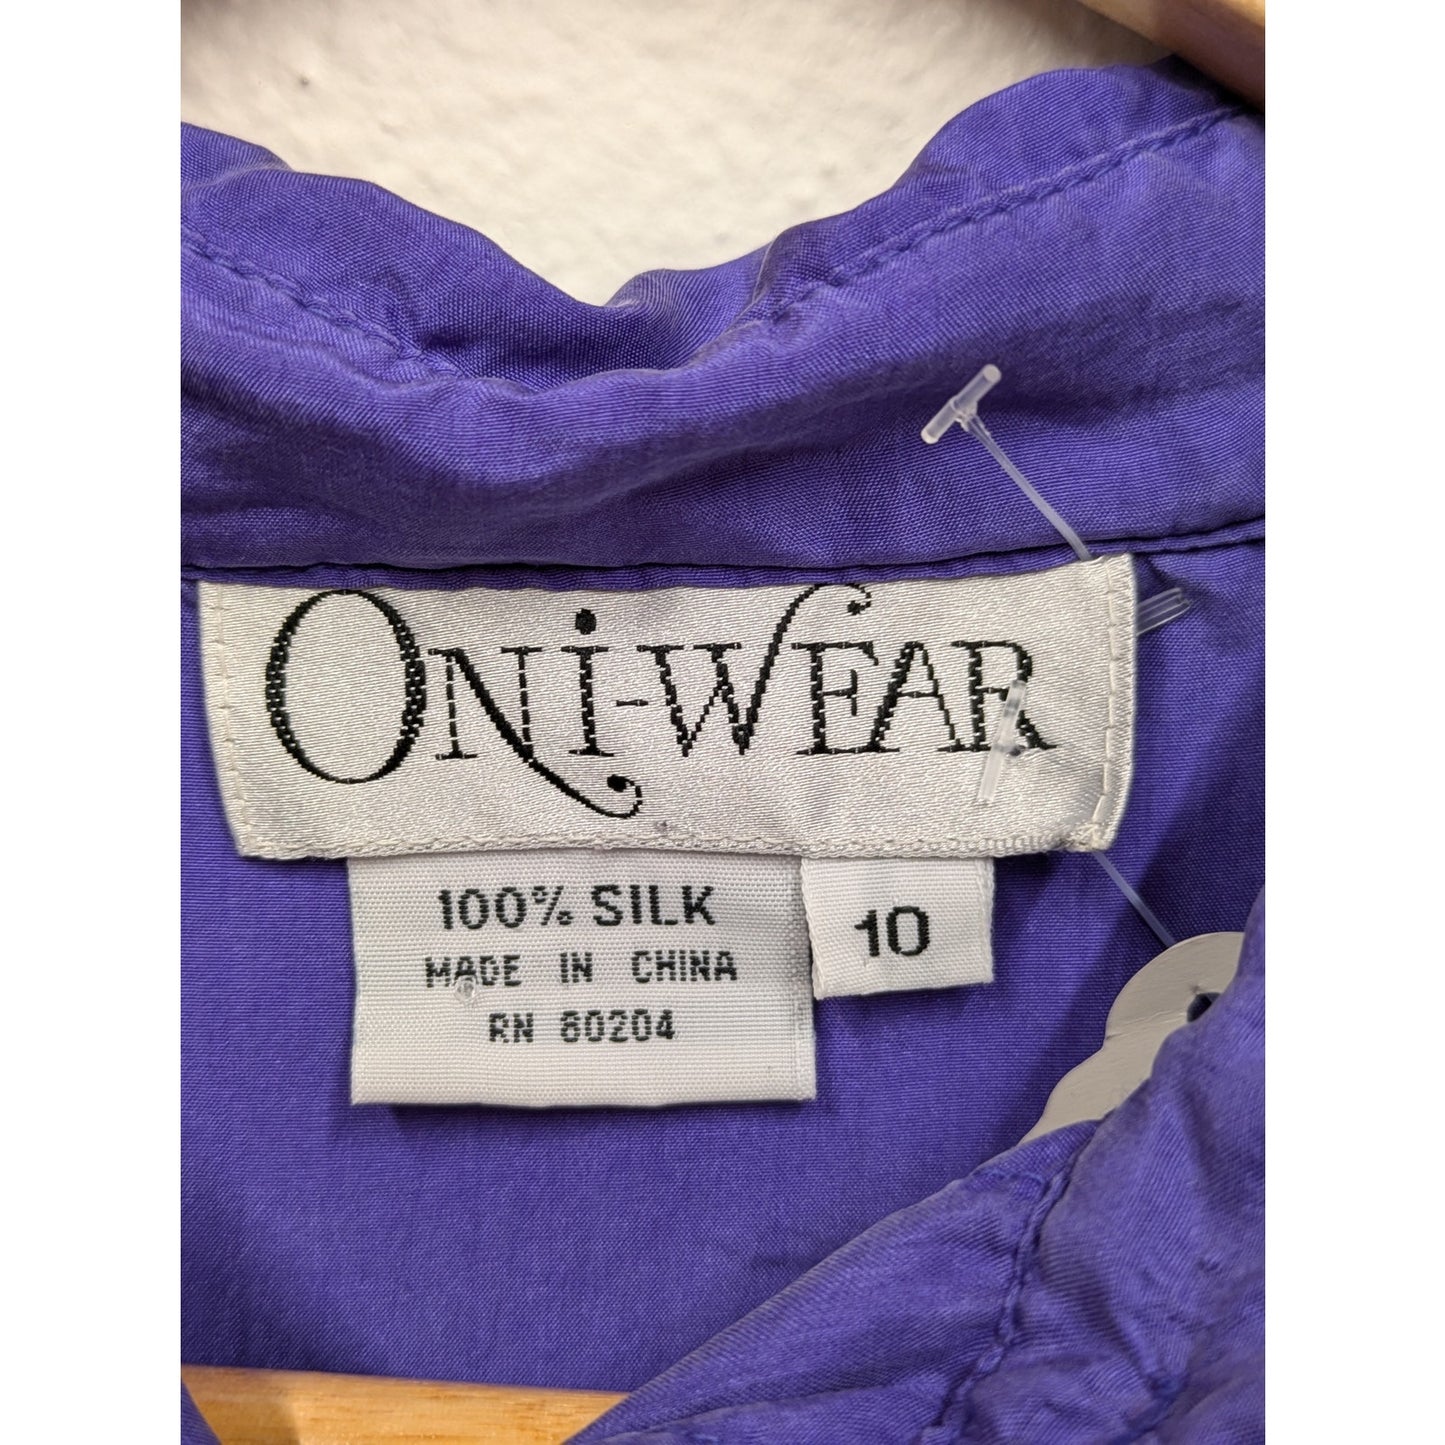 ONi-WEAR
100% SILK
10
MADE IN CHINA
RN 80204